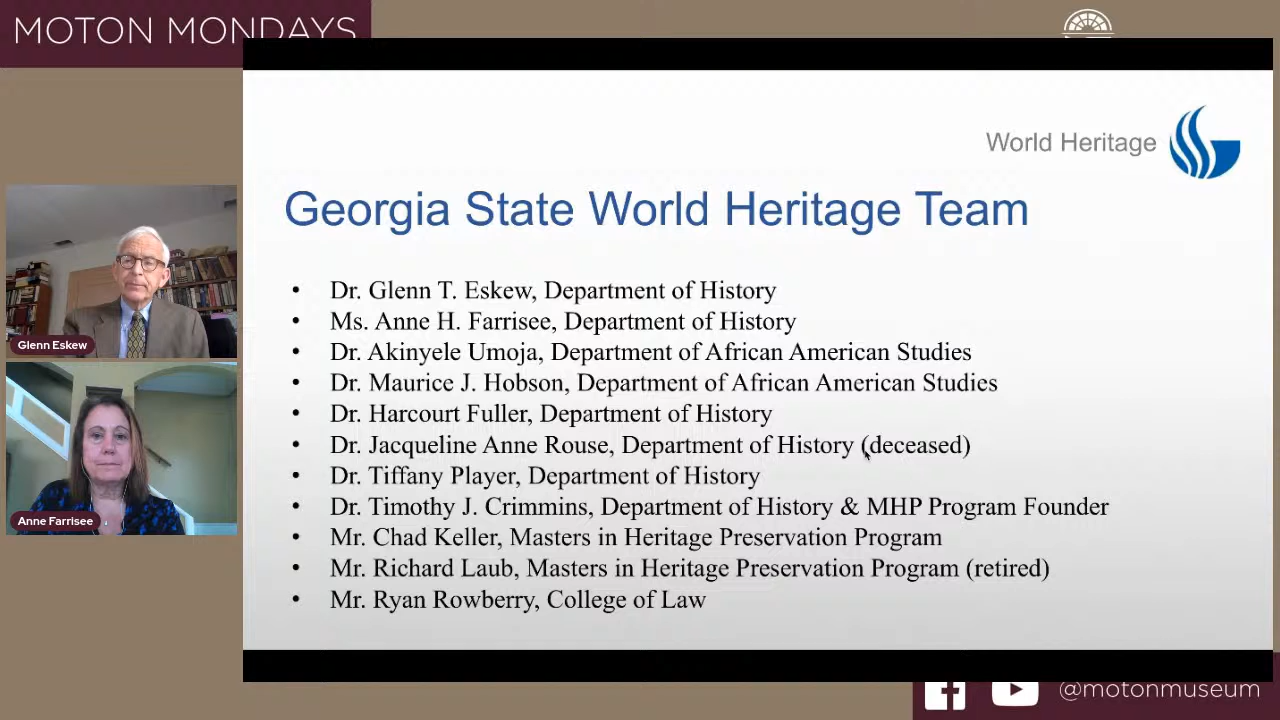 MOTON MONDAYS
World Heritage
Georgia State World Heritage Team
• Dr. Glenn T. Eskew, Department of History
• Ms. Anne H. Farrisee, Department of History
• Dr. Akinyele Umoja, Department of African American Studies
• Dr. Maurice J. Hobson, Department of African American Studies
• Dr. Harcourt Fuller, Department of History
• Dr. Jacqueline Anne Rouse, Department of History (deceased)
• Dr. Tiffany Player, Department of History
• Dr. Timothy J. Crimmins, Department of History & MHP Program Founder
• Mr. Chad Keller, Masters in Heritage Preservation Program
• Mr. Richard Laub, Masters in Heritage Preservation Program (retired)
• Mr. Ryan Rowberry, College of Law
Glenn Eskew
Anne Farrisee
@motonmuseum